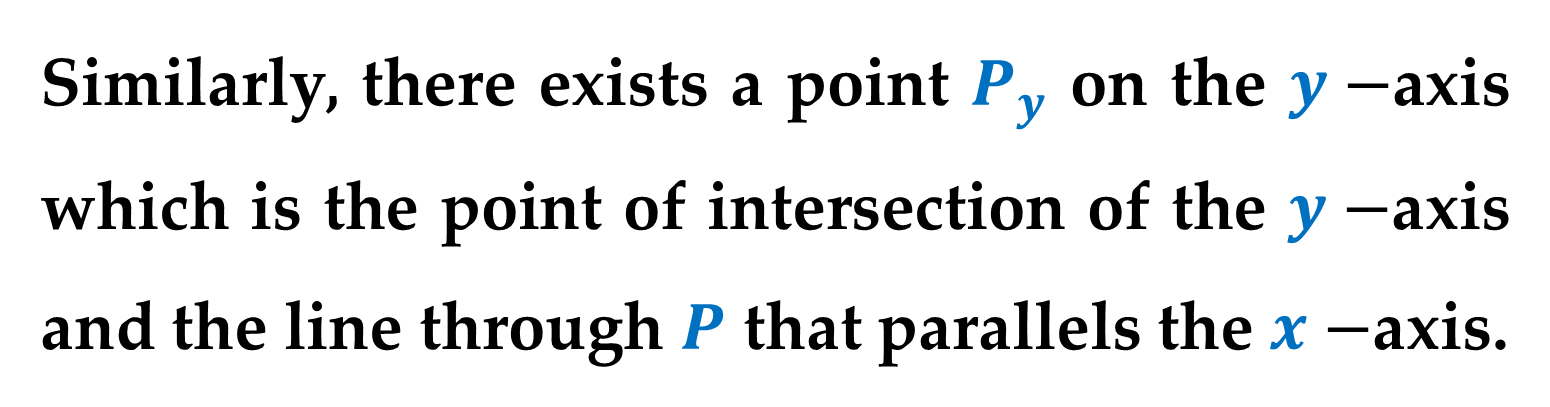 Similarly, there exists a point P_y on the y –axis
which is the point of intersection of the y –axis
and the line through P that parallels the x –axis.